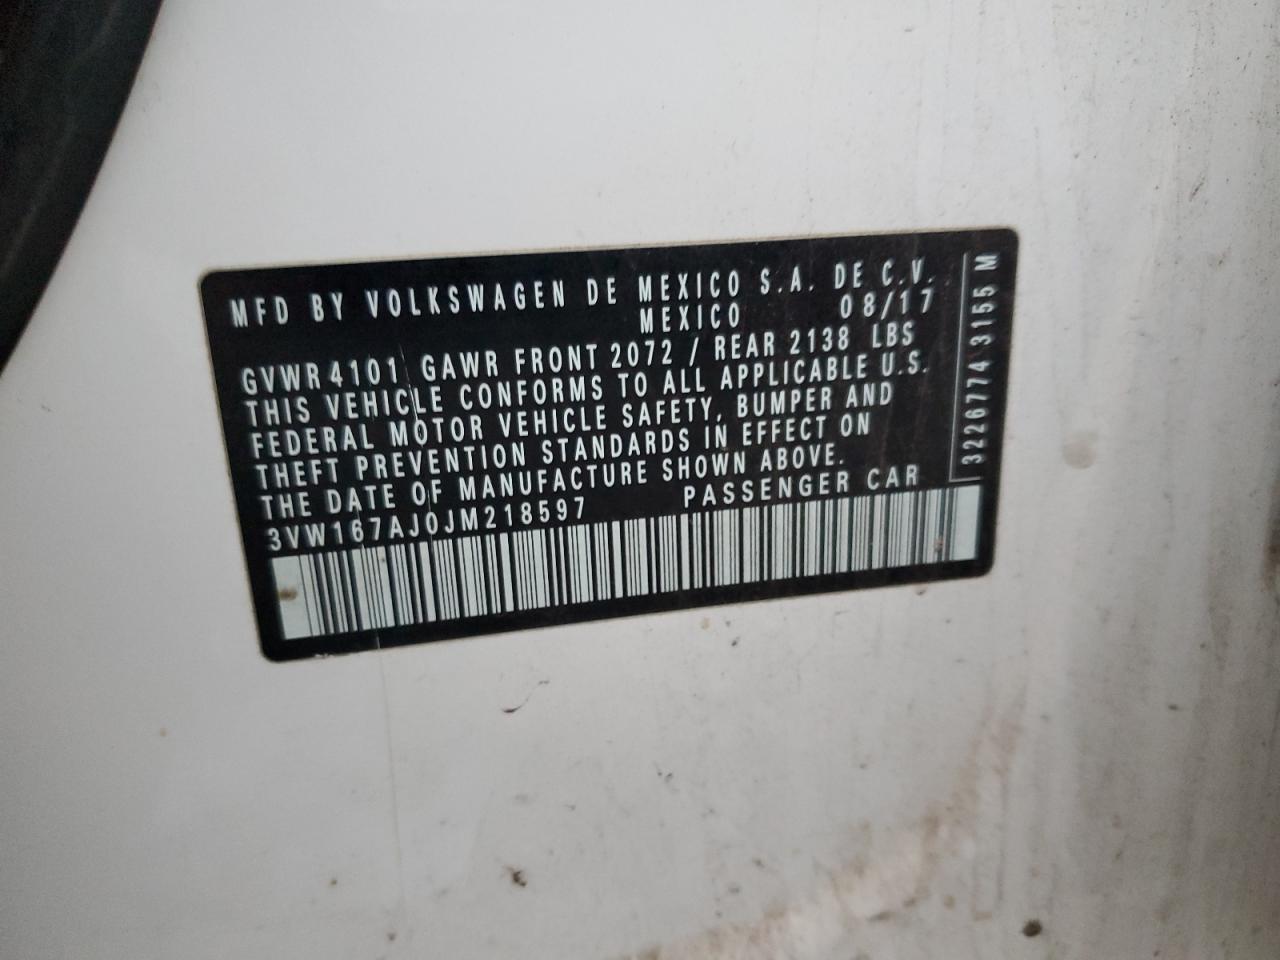 MFD BY VOLKSWAGEN DE MEXICO S.A. DE C.V.
MEXICO 08/17
GVWR 4101 GAWR FRONT 2072 / REAR 2138 LBS
THIS VEHICLE CONFORMS TO ALL APPLICABLE U.S.
FEDERAL MOTOR VEHICLE SAFETY, BUMPER AND
THEFT PREVENTION STANDARDS IN EFFECT ON
THE DATE OF MANUFACTURE SHOWN ABOVE.
3VW167AJ0JM218597 PASSENGER CAR
3226774 3155 M